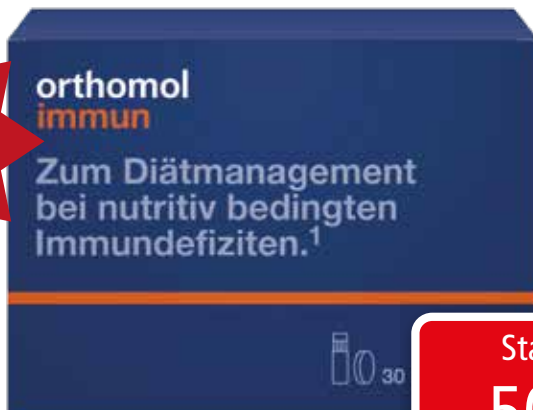 orthomol
immun
Zum Diätmanagement
bei nutritiv bedingten
Immundefiziten.¹
30